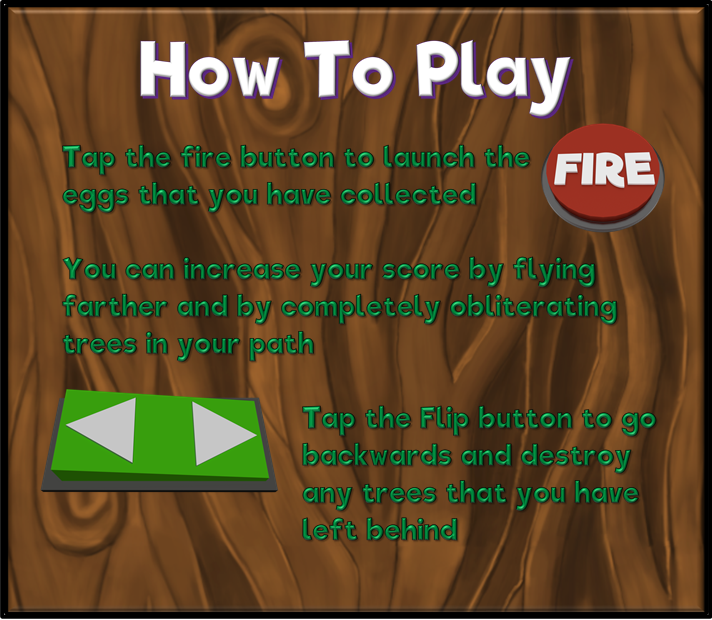 How To Play
Tap the fire button to launch the
eggs that you have collected
FIRE
You can increase your score by flying
farther and by completely obliterating
trees in your path
Tap the Flip button to go
backwards and destroy
any trees that you have
left behind